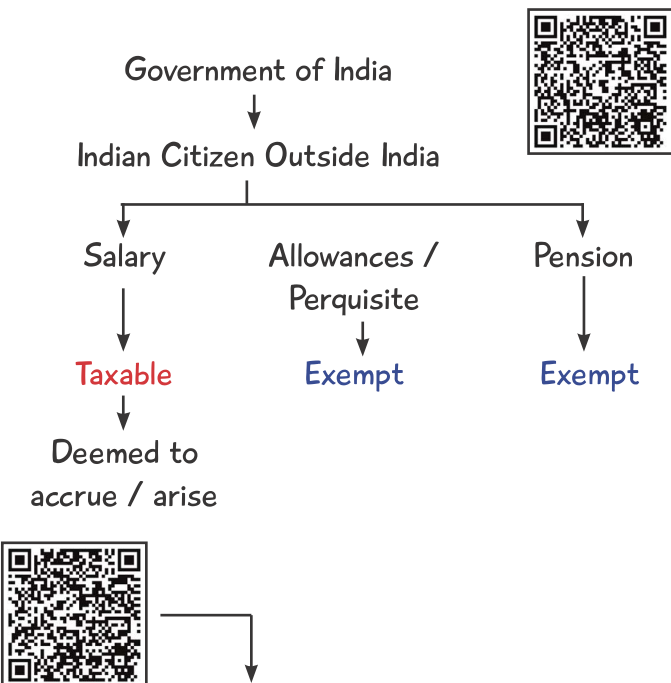 Government of India
Indian Citizen Outside India
Salary
Allowances /
Perquisite
Pension
Taxable
Exempt
Exempt
Deemed to
accrue / arise